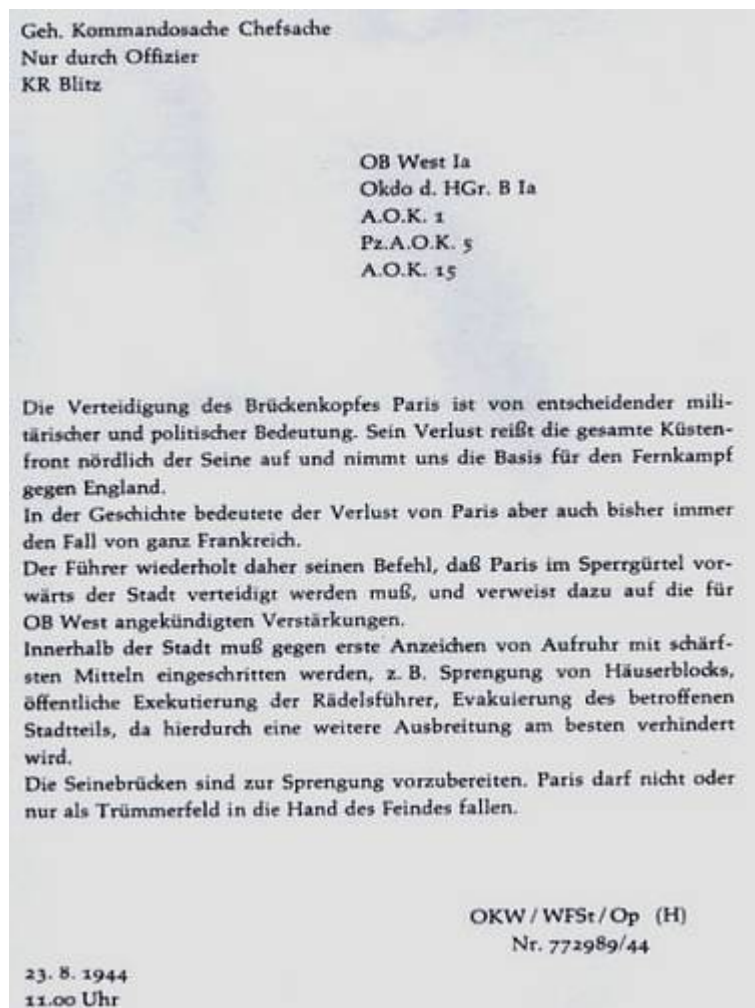 Geh. Kommandosache Chefsache
Nur durch Offizier
KR Blitz
OB West Ia
Okdo d. HGr. B Ia
A.O.K. 1
Pz.A.O.K. 5
A.O.K. 15
Die Verteidigung des Brückenkopfes Paris ist von entscheidender mili-
tärischer und politischer Bedeutung. Sein Verlust reißt die gesamte Küsten-
front nördlich der Seine auf und nimmt uns die Basis für den Fernkampf
gegen England.
In der Geschichte bedeutete der Verlust von Paris aber auch bisher immer
den Fall von ganz Frankreich.
Der Führer wiederholt daher seinen Befehl, daß Paris im Sperrgürtel vor-
wärts der Stadt verteidigt werden muß, und verweist dazu auf die für
OB West angekündigten Verstärkungen.
Innerhalb der Stadt muß gegen erste Anzeichen von Aufruhr mit schärf-
sten Mitteln eingeschritten werden, z. B. Sprengung von Häuserblocks,
öffentliche Exekutierung der Rädelsführer, Evakuierung des betroffenen
Stadtteils, da hierdurch eine weitere Ausbreitung am besten verhindert
wird.
Die Seinebrücken sind zur Sprengung vorzubereiten. Paris darf nicht oder
nur als Trümmerfeld in die Hand des Feindes fallen.
OKW / WFSt / Op (H)
Nr. 772989/44
23. 8. 1944
11.00 Uhr